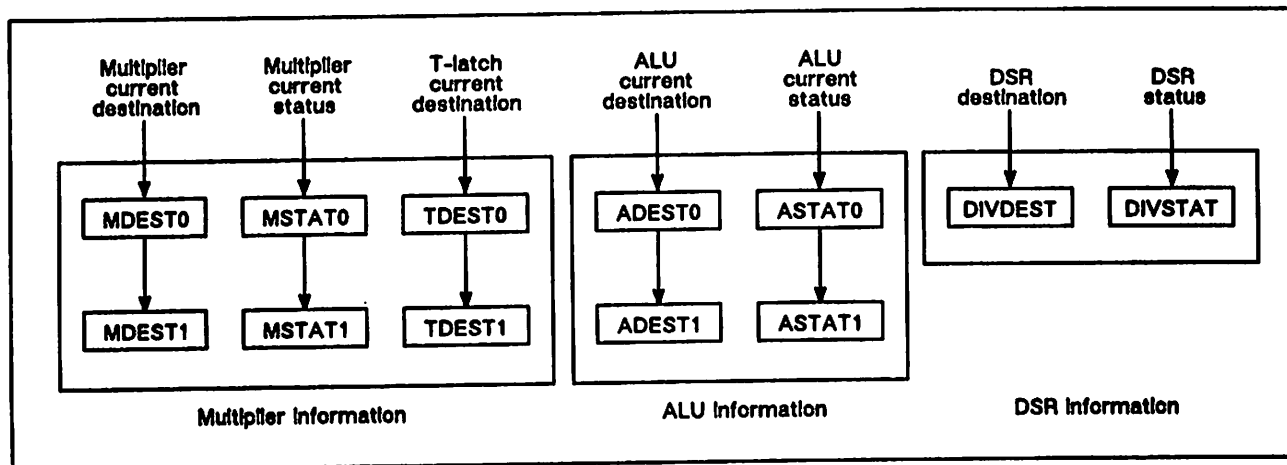 Multiplier
current
destination
Multiplier
current
status
T-latch
current
destination
ALU
current
destination
ALU
current
status
DSR
destination
DSR
status
MDEST0
MSTAT0
TDEST0
ADEST0
ASTAT0
DIVDEST
DIVSTAT
MDEST1
MSTAT1
TDEST1
ADEST1
ASTAT1
Multiplier Information
ALU Information
DSR Information